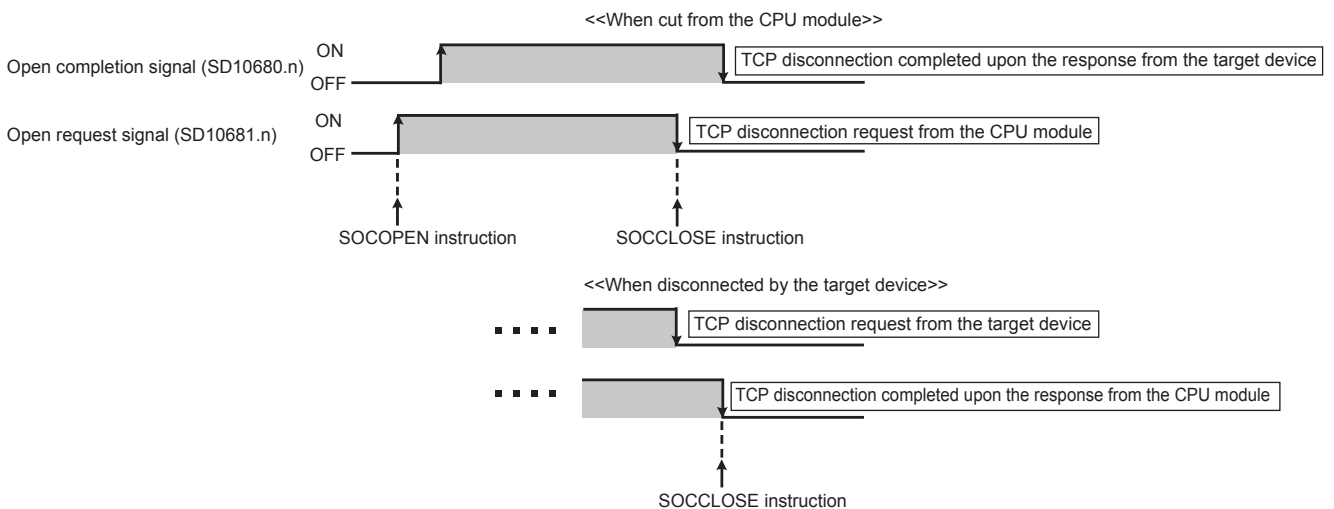 <<When cut from the CPU module>>
Open completion signal (SD10680.n)
ON
OFF
TCP disconnection completed upon the response from the target device
Open request signal (SD10681.n)
ON
OFF
TCP disconnection request from the CPU module
SOCOPEN instruction
SOCCLOSE instruction
<<When disconnected by the target device>>
TCP disconnection request from the target device
TCP disconnection completed upon the response from the CPU module
SOCCLOSE instruction